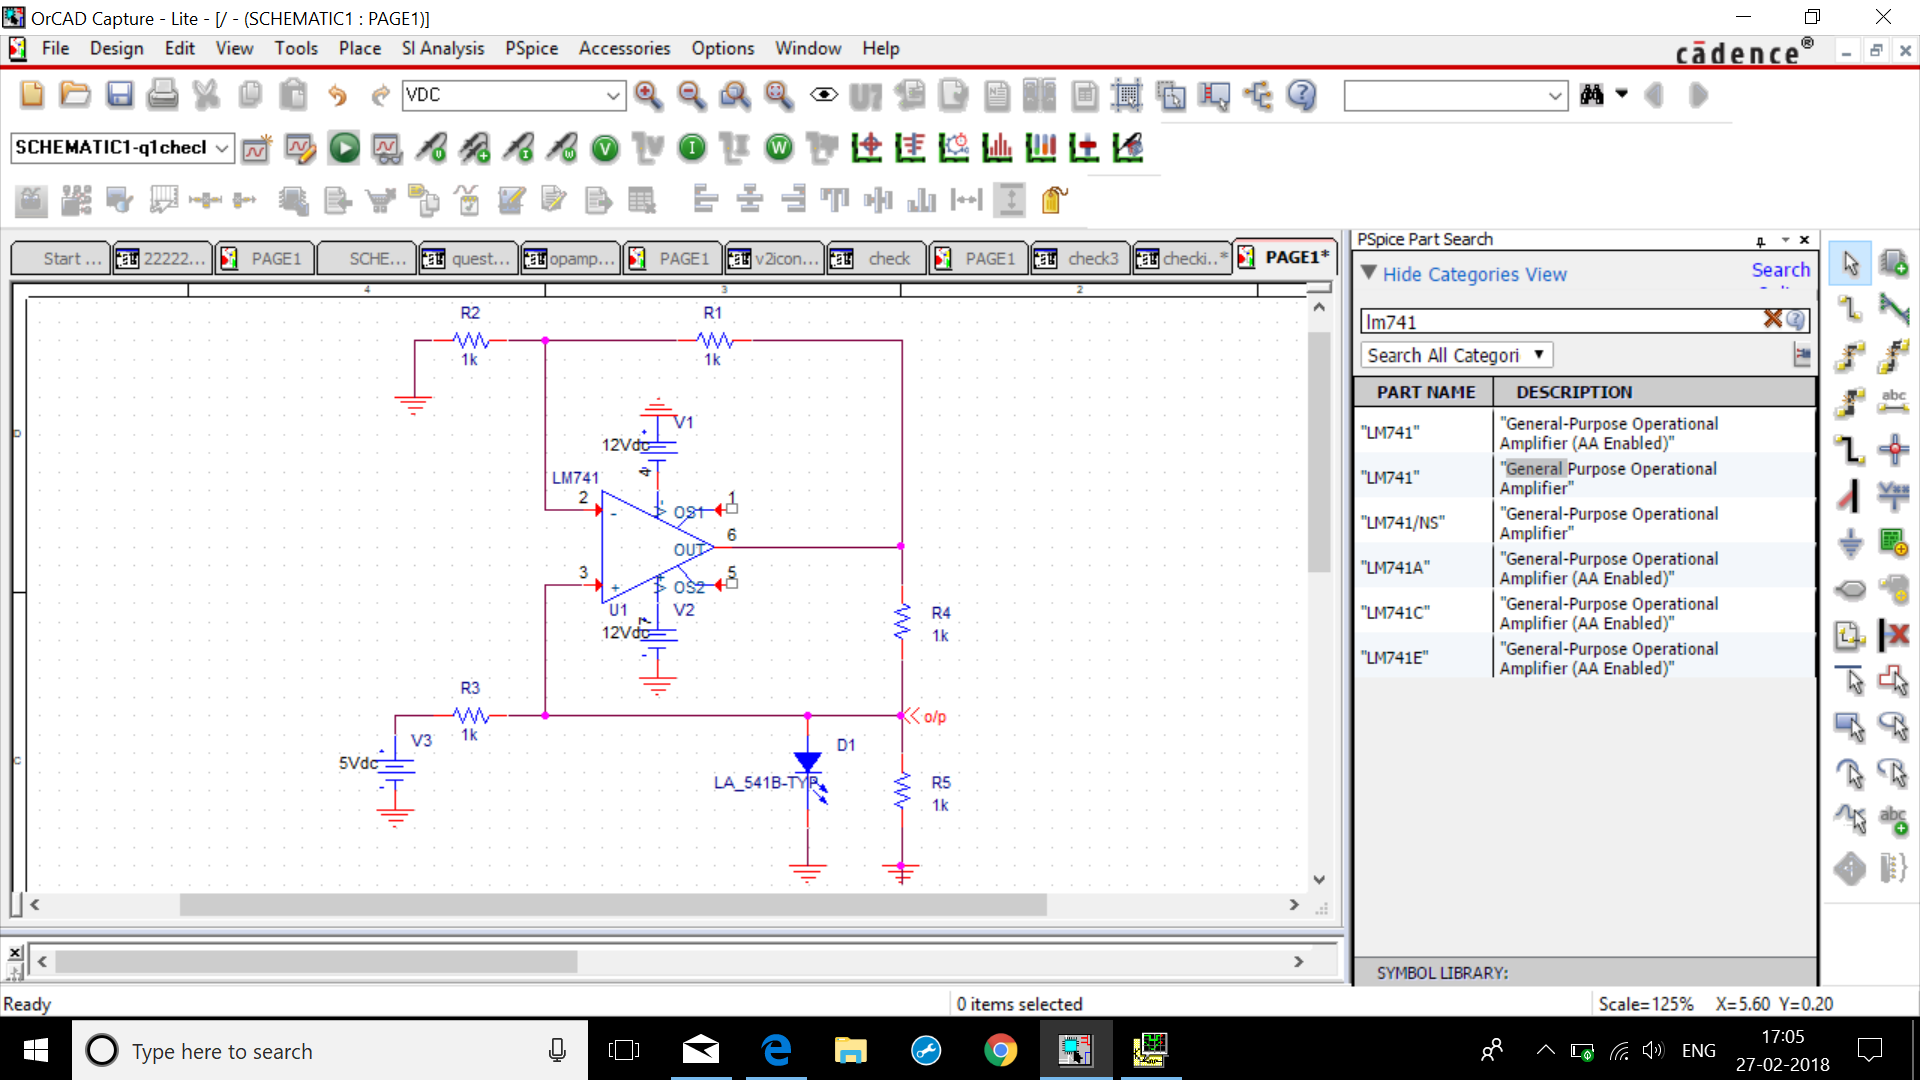 OrCAD Capture - Lite - [/ - (SCHEMATIC1 : PAGE1)]
File Design Edit View Tools Place SI Analysis PSpice Accessories Options Window Help
cādence®
VDC
SCHEMATIC1-q1checl
Start ... 22222... PAGE1 SCHE... quest... opamp... PAGE1 v2icon... check PAGE1 check3 checki...* PAGE1*
4 3 2
D
C
R2
1k
R1
1k
V1
12Vdc
4
LM741
2
-
OS1
1
OUT
6
3
+
OS2
5
U1
V2
12Vdc
7
R4
1k
R3
1k
o/p
V3
5Vdc
D1
LA_541B-TYP
R5
1k
PSpice Part Search
Hide Categories View
Search
lm741
Search All Categori
PART NAME DESCRIPTION
"LM741" "General-Purpose Operational
Amplifier (AA Enabled)"
"LM741" "General Purpose Operational
Amplifier"
"LM741/NS" "General-Purpose Operational
Amplifier"
"LM741A" "General-Purpose Operational
Amplifier (AA Enabled)"
"LM741C" "General-Purpose Operational
Amplifier (AA Enabled)"
"LM741E" "General-Purpose Operational
Amplifier (AA Enabled)"
SYMBOL LIBRARY:
abc
abc
Ready
0 items selected
Scale=125% X=5.60 Y=0.20
Type here to search
ENG
17:05
27-02-2018